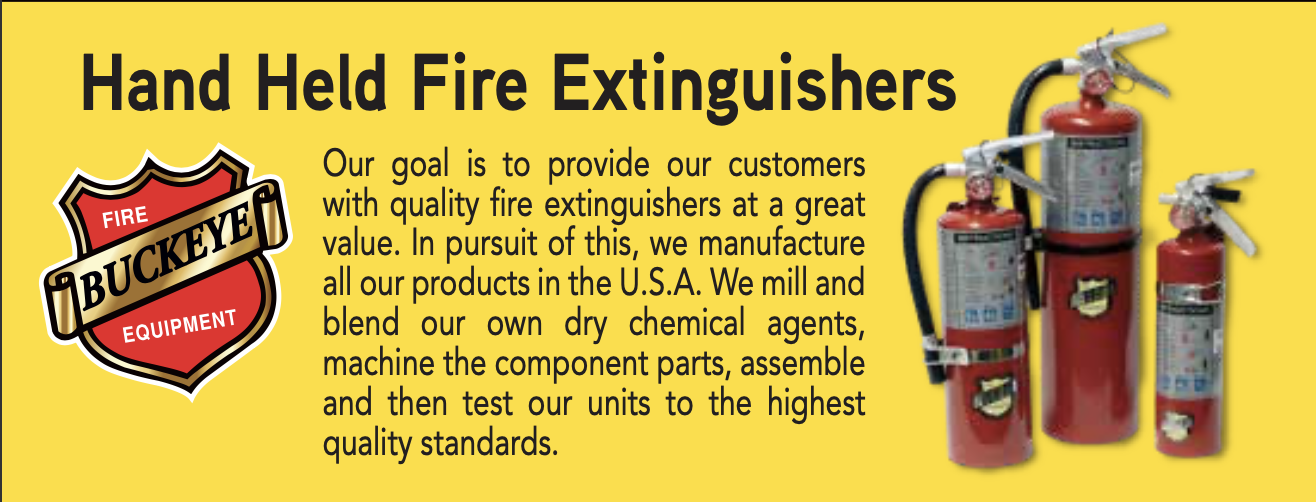 Hand Held Fire Extinguishers
FIRE
BUCKEYE
EQUIPMENT
Our goal is to provide our customers
with quality fire extinguishers at a great
value. In pursuit of this, we manufacture
all our products in the U.S.A. We mill and
blend our own dry chemical agents,
machine the component parts, assemble
and then test our units to the highest
quality standards.